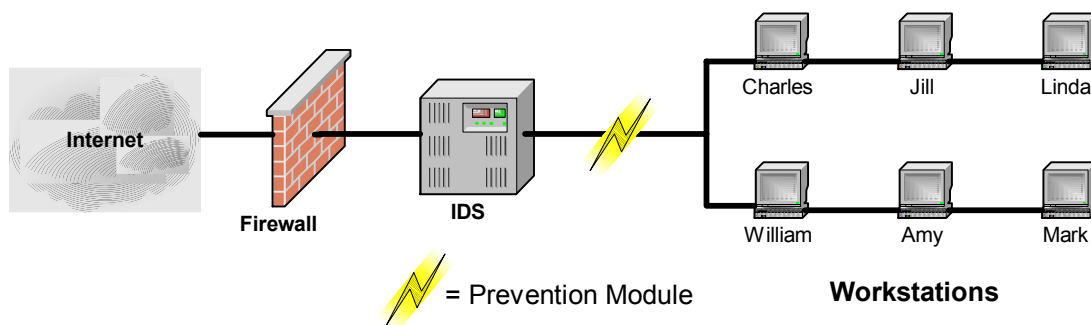 Charles Jill Linda
Internet
IDS
Firewall
William Amy Mark
= Prevention Module
Workstations